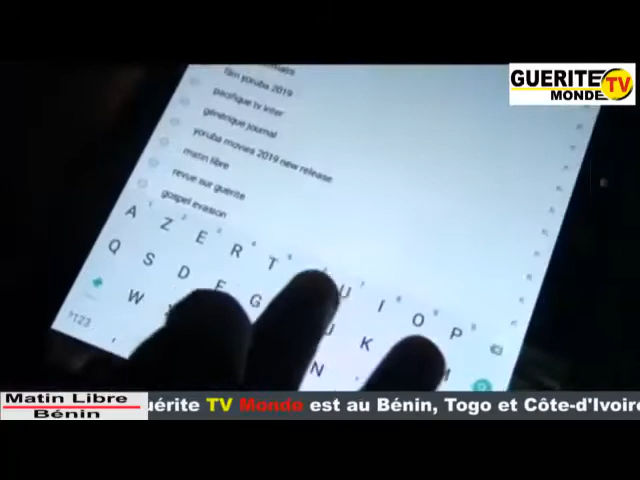 GUERITE TV
MONDE
film yoruba 2019
pacifique tv inter
générique journal
yoruba movies 2019 new release
matin libre
revue sur guerite
gospel evasion
A Z E R T U I O P
Q S D F G J K M
W X N
?123 ,
Matin Libre
Bénin
uérite TV Monde est au Bénin, Togo et Côte-d'Ivoire